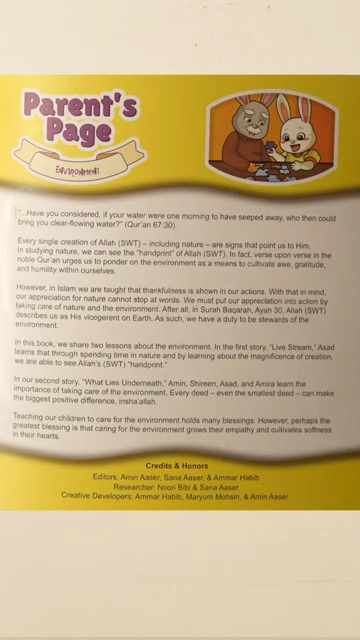 Parent's
Page
ENVIRONMENT
"...Have you considered, if your water were one morning to have seeped away, who then could
bring you clear-flowing water?" (Qur'an 67:30).
Every single creation of Allah (SWT) – including nature – are signs that point us to Him.
In studying nature, we can see the "handprint" of Allah (SWT). In fact, verse upon verse in the
noble Qur'an urges us to ponder on the environment as a means to cultivate awe, gratitude,
and humility within ourselves.
However, in Islam we are taught that thankfulness is shown in our actions. With that in mind,
our appreciation for nature cannot stop at words. We must put our appreciation into action by
taking care of nature and the environment. After all, in Surah Baqarah, Ayah 30, Allah (SWT)
describes us as His vicegerent on Earth. As such, we have a duty to be stewards of the
environment.
In this book, we share two lessons about the environment. In the first story, "Live Stream," Asad
learns that through spending time in nature and by learning about the magnificence of creation,
we are able to see Allah's (SWT) "handprint."
In our second story, "What Lies Underneath," Amin, Shireen, Asad, and Amira learn the
importance of taking care of the environment. Every deed – even the smallest deed – can make
the biggest positive difference, insha'allah.
Teaching our children to care for the environment holds many blessings. However, perhaps the
greatest blessing is that caring for the environment grows their empathy and cultivates softness
in their hearts.
Credits & Honors
Editors: Amin Aaser, Sana Aaser, & Ammar Habib
Researcher: Noori Bibi & Sana Aaser
Creative Developers: Ammar Habib, Maryum Mohsin, & Amin Aaser